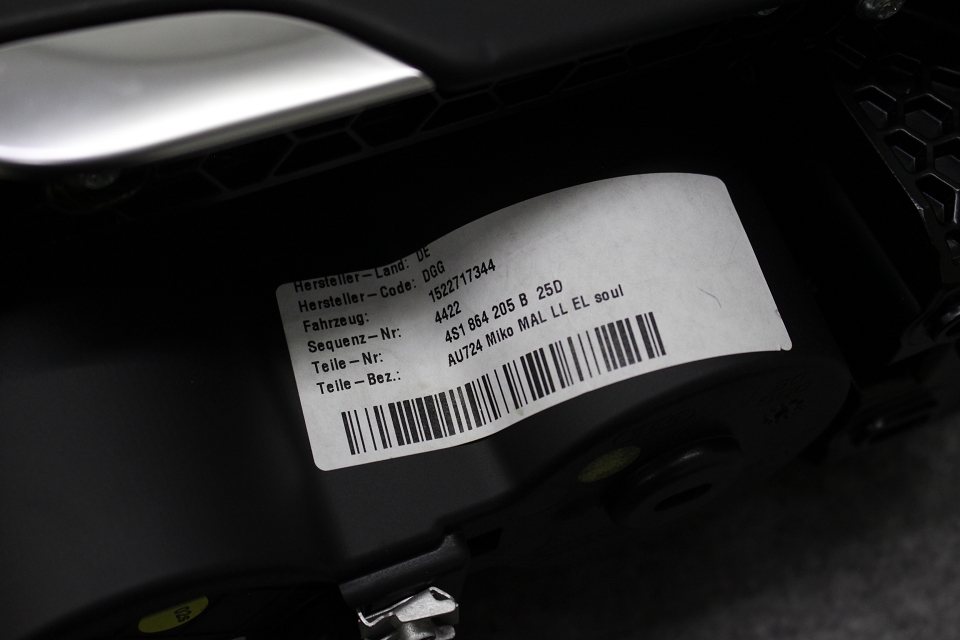 Hersteller-Land: DE
Hersteller-Code: DGG
Fahrzeug: 1522717344
Sequenz-Nr: 4422
Teile-Nr: 4S1 864 205 B 25D
Teile-Bez.: AU724 Miko MAL LL EL soul